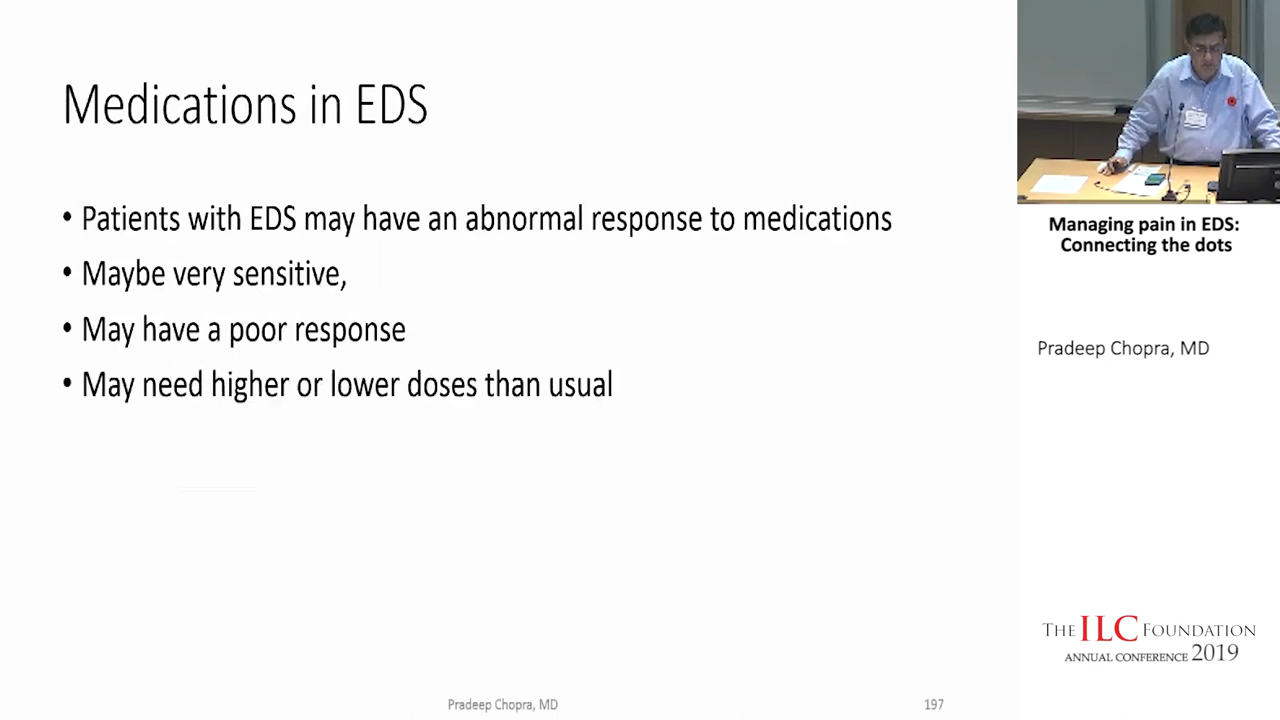 Medications in EDS
• Patients with EDS may have an abnormal response to medications
• Maybe very sensitive,
• May have a poor response
• May need higher or lower doses than usual
Pradeep Chopra, MD
197
Managing pain in EDS:
Connecting the dots
Pradeep Chopra, MD
THE ILC FOUNDATION
ANNUAL CONFERENCE 2019